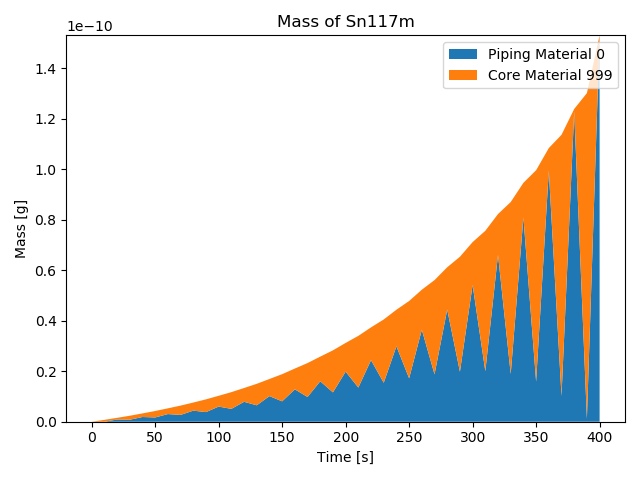 Mass of Sn117m
1e−10
Piping Material 0
Core Material 999
1.4
1.2
1.0
0.8
0.6
0.4
0.2
0.0
Mass [g]
0 50 100 150 200 250 300 350 400
Time [s]